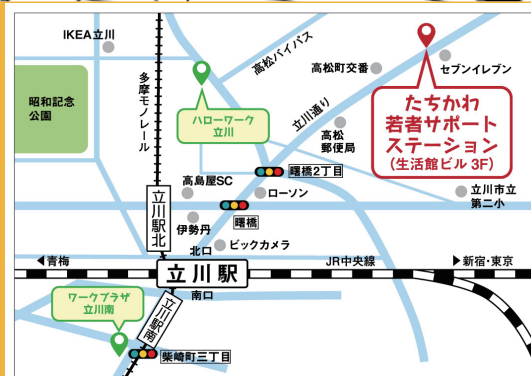 IKEA立川
昭和記念
公園
多摩モノレール
高松バイパス
ハローワーク
立川
立川通り
高松町交番
セブンイレブン
たちかわ
若者サポート
ステーション
(生活館ビル 3F)
高松
郵便局
曙橋2丁目
高島屋SC
ローソン
立川市立
第二小
曙橋
伊勢丹
立川駅北
北口
ビックカメラ
青梅
立川駅
JR中央線
新宿・東京
南口
ワークプラザ
立川南
立川駅南
柴崎町三丁目